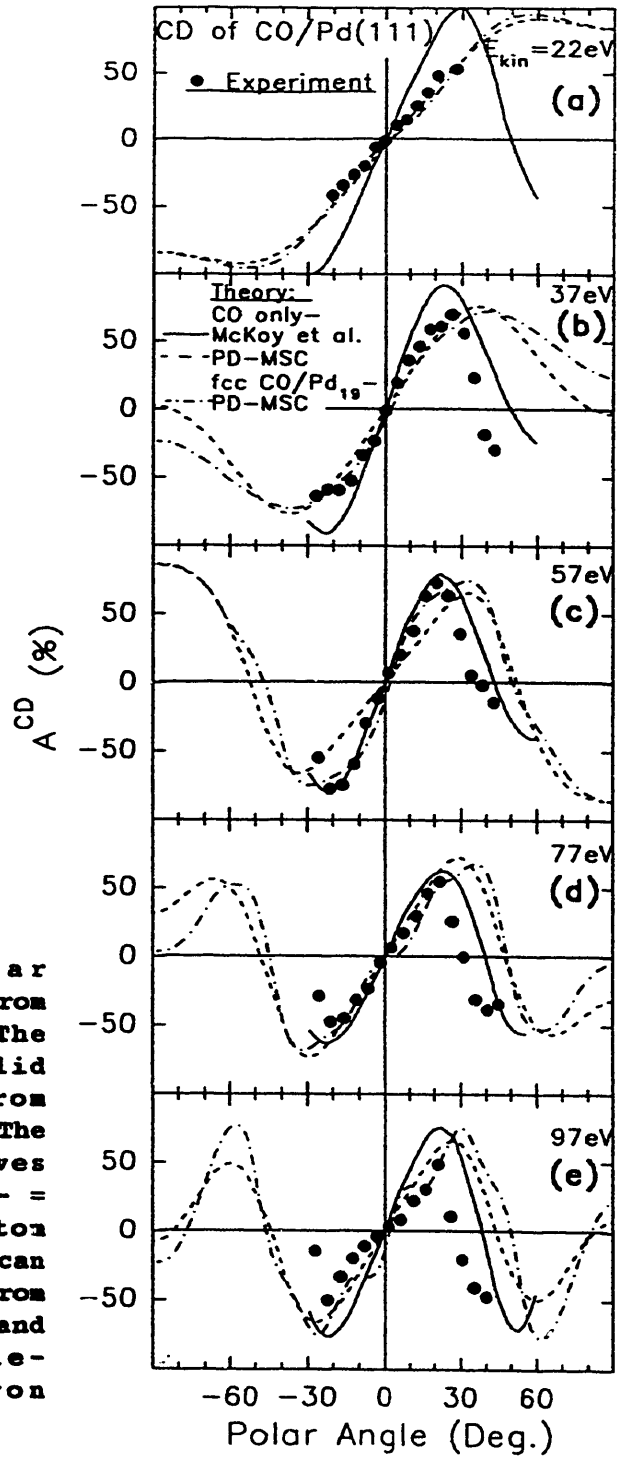 CD of CO/Pd(111)
E_kin=22eV
● Experiment
(a)
50
0
−50
Theory:
CO only−
McKoy et al.
PD−MSC
fcc CO/Pd_19−
PD−MSC
37eV
(b)
50
0
−50
57eV
(c)
50
0
−50
77eV
(d)
50
0
−50
97eV
(e)
50
0
−50
A^CD (%)
−60 −30 0 30 60
Polar Angle (Deg.)
ar
rom
The
lid
rom
The
ves
- =
ton
can
rom
and
le-
on